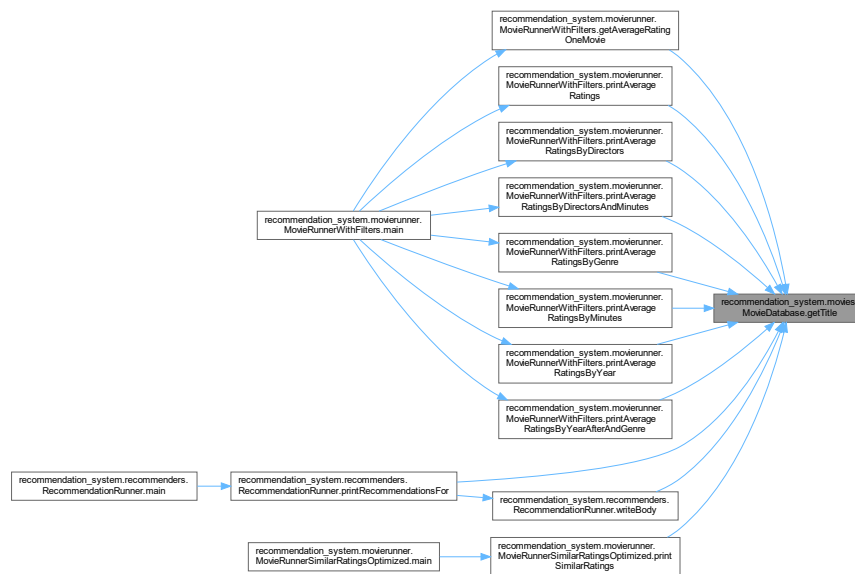 recommendation_system.movierunner.
MovieRunnerWithFilters.getAverageRating
OneMovie
recommendation_system.movierunner.
MovieRunnerWithFilters.printAverage
Ratings
recommendation_system.movierunner.
MovieRunnerWithFilters.printAverage
RatingsByDirectors
recommendation_system.movierunner.
MovieRunnerWithFilters.printAverage
RatingsByDirectorsAndMinutes
recommendation_system.movierunner.
MovieRunnerWithFilters.main
recommendation_system.movierunner.
MovieRunnerWithFilters.printAverage
RatingsByGenre
recommendation_system.movierunner.
MovieRunnerWithFilters.printAverage
RatingsByMinutes
recommendation_system.movies
MovieDatabase.getTitle
recommendation_system.movierunner.
MovieRunnerWithFilters.printAverage
RatingsByYear
recommendation_system.movierunner.
MovieRunnerWithFilters.printAverage
RatingsByYearAfterAndGenre
recommendation_system.recommenders.
RecommendationRunner.main
recommendation_system.recommenders.
RecommendationRunner.printRecommendationsFor
recommendation_system.recommenders.
RecommendationRunner.writeBody
recommendation_system.movierunner.
MovieRunnerSimilarRatingsOptimized.main
recommendation_system.movierunner.
MovieRunnerSimilarRatingsOptimized.print
SimilarRatings